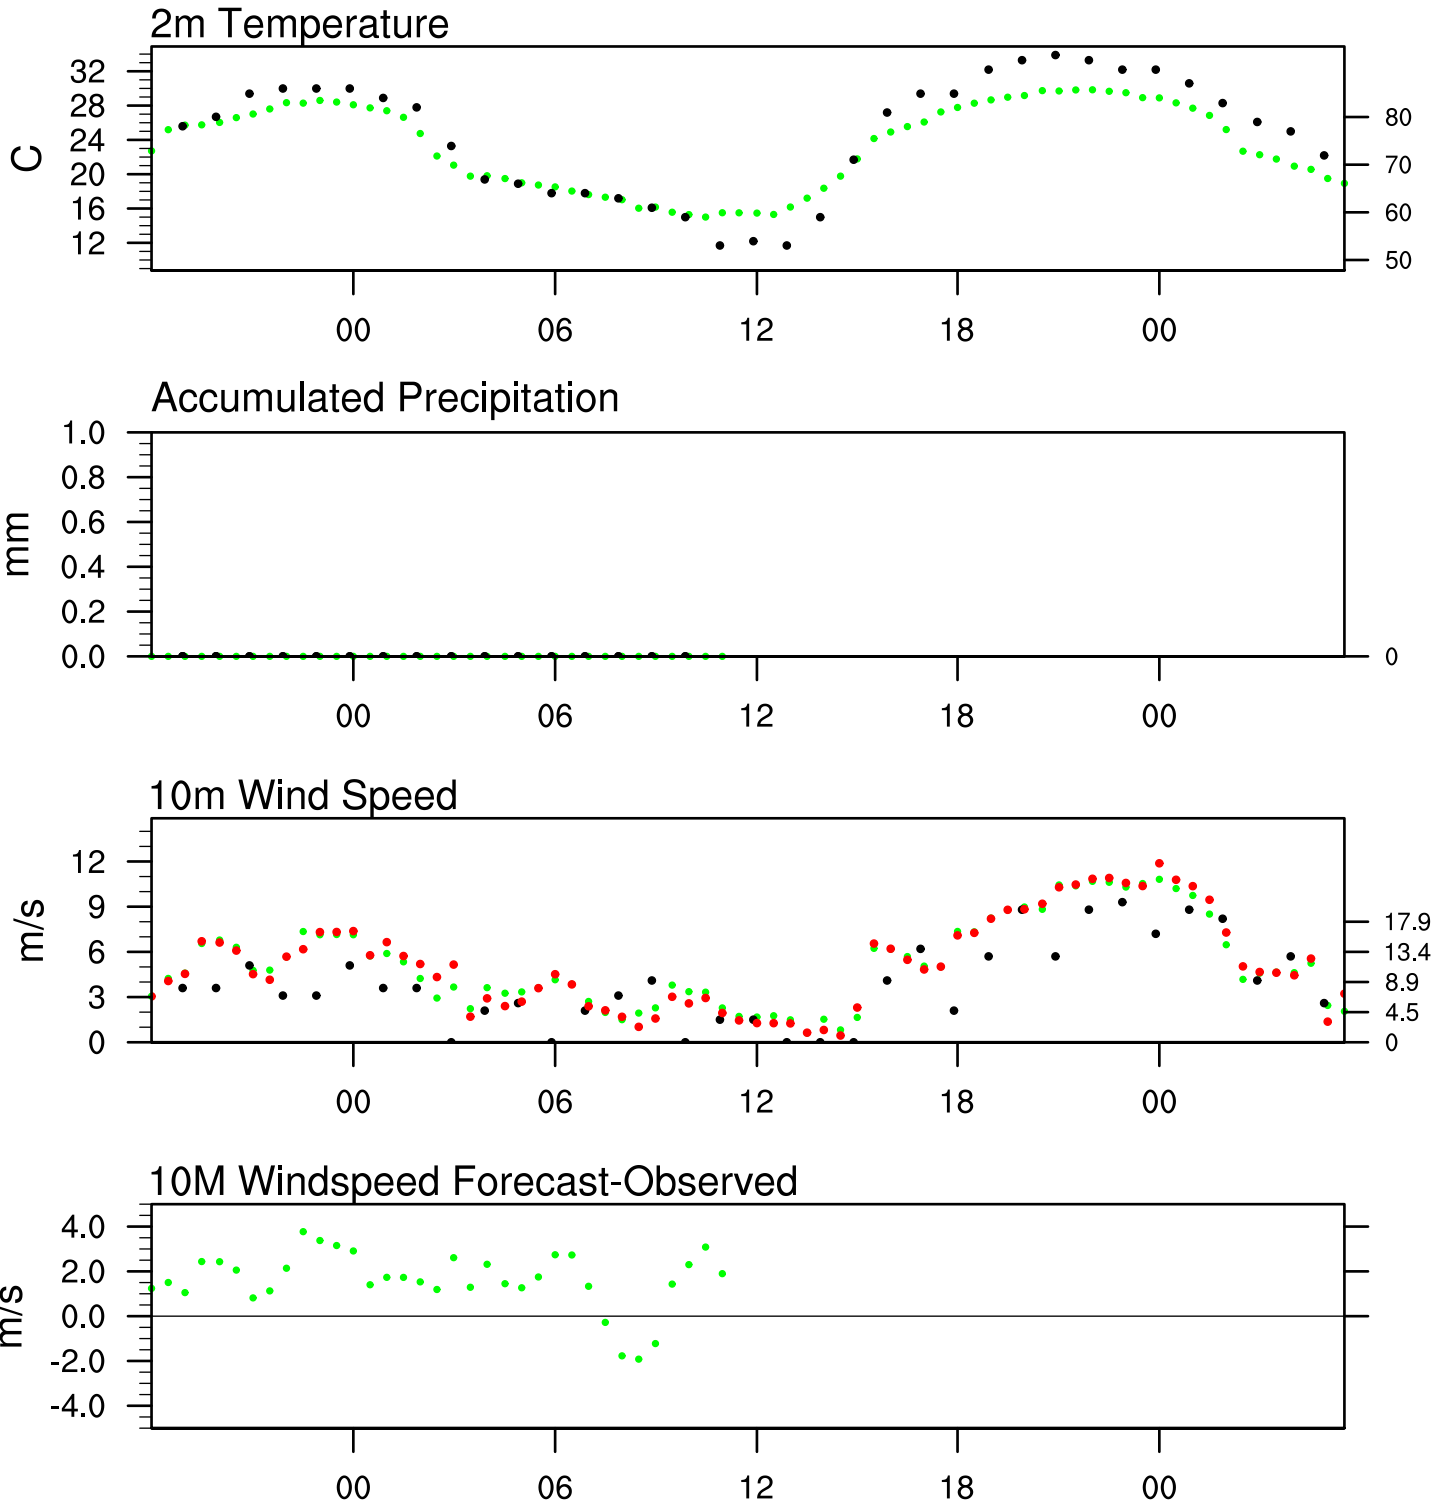 2m Temperature
C
32
28
24
20
16
12
80
70
60
50
00 06 12 18 00
Accumulated Precipitation
mm
1.0
0.8
0.6
0.4
0.2
0.0
0
00 06 12 18 00
10m Wind Speed
m/s
12
9
6
3
0
17.9
13.4
8.9
4.5
0
00 06 12 18 00
10M Windspeed Forecast-Observed
m/s
4.0
2.0
0.0
-2.0
-4.0
00 06 12 18 00